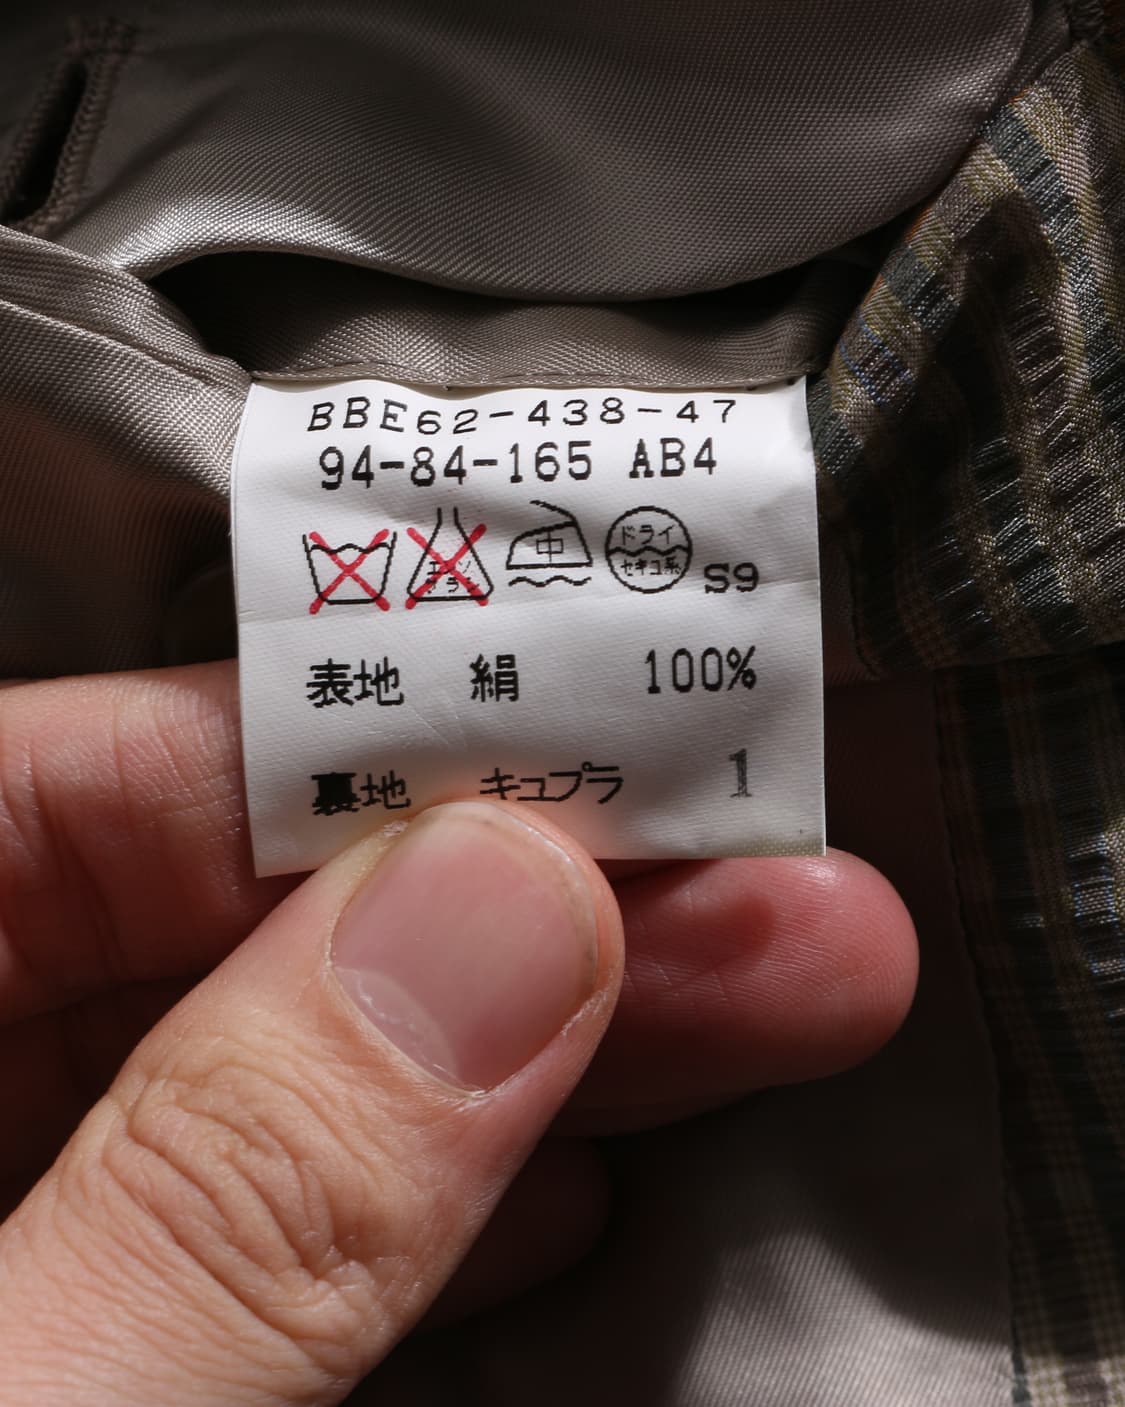 BBE62-438-47
94-84-165 AB4
中 ドライ セキユ系 S9
表地 絹 100%
裏地 キュプラ 1